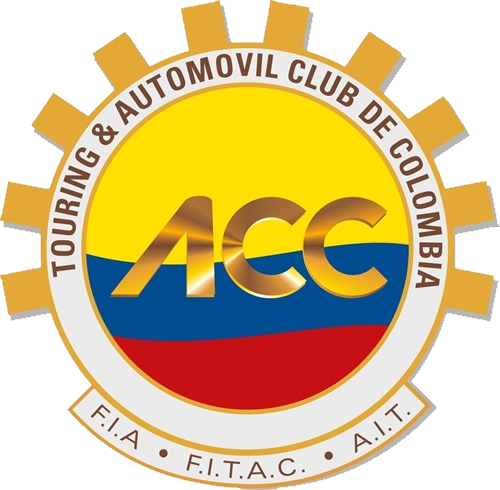 TOURING & AUTOMOVIL CLUB DE COLOMBIA
ACC
F.I.A • F.I.T.A.C. • A.I.T.